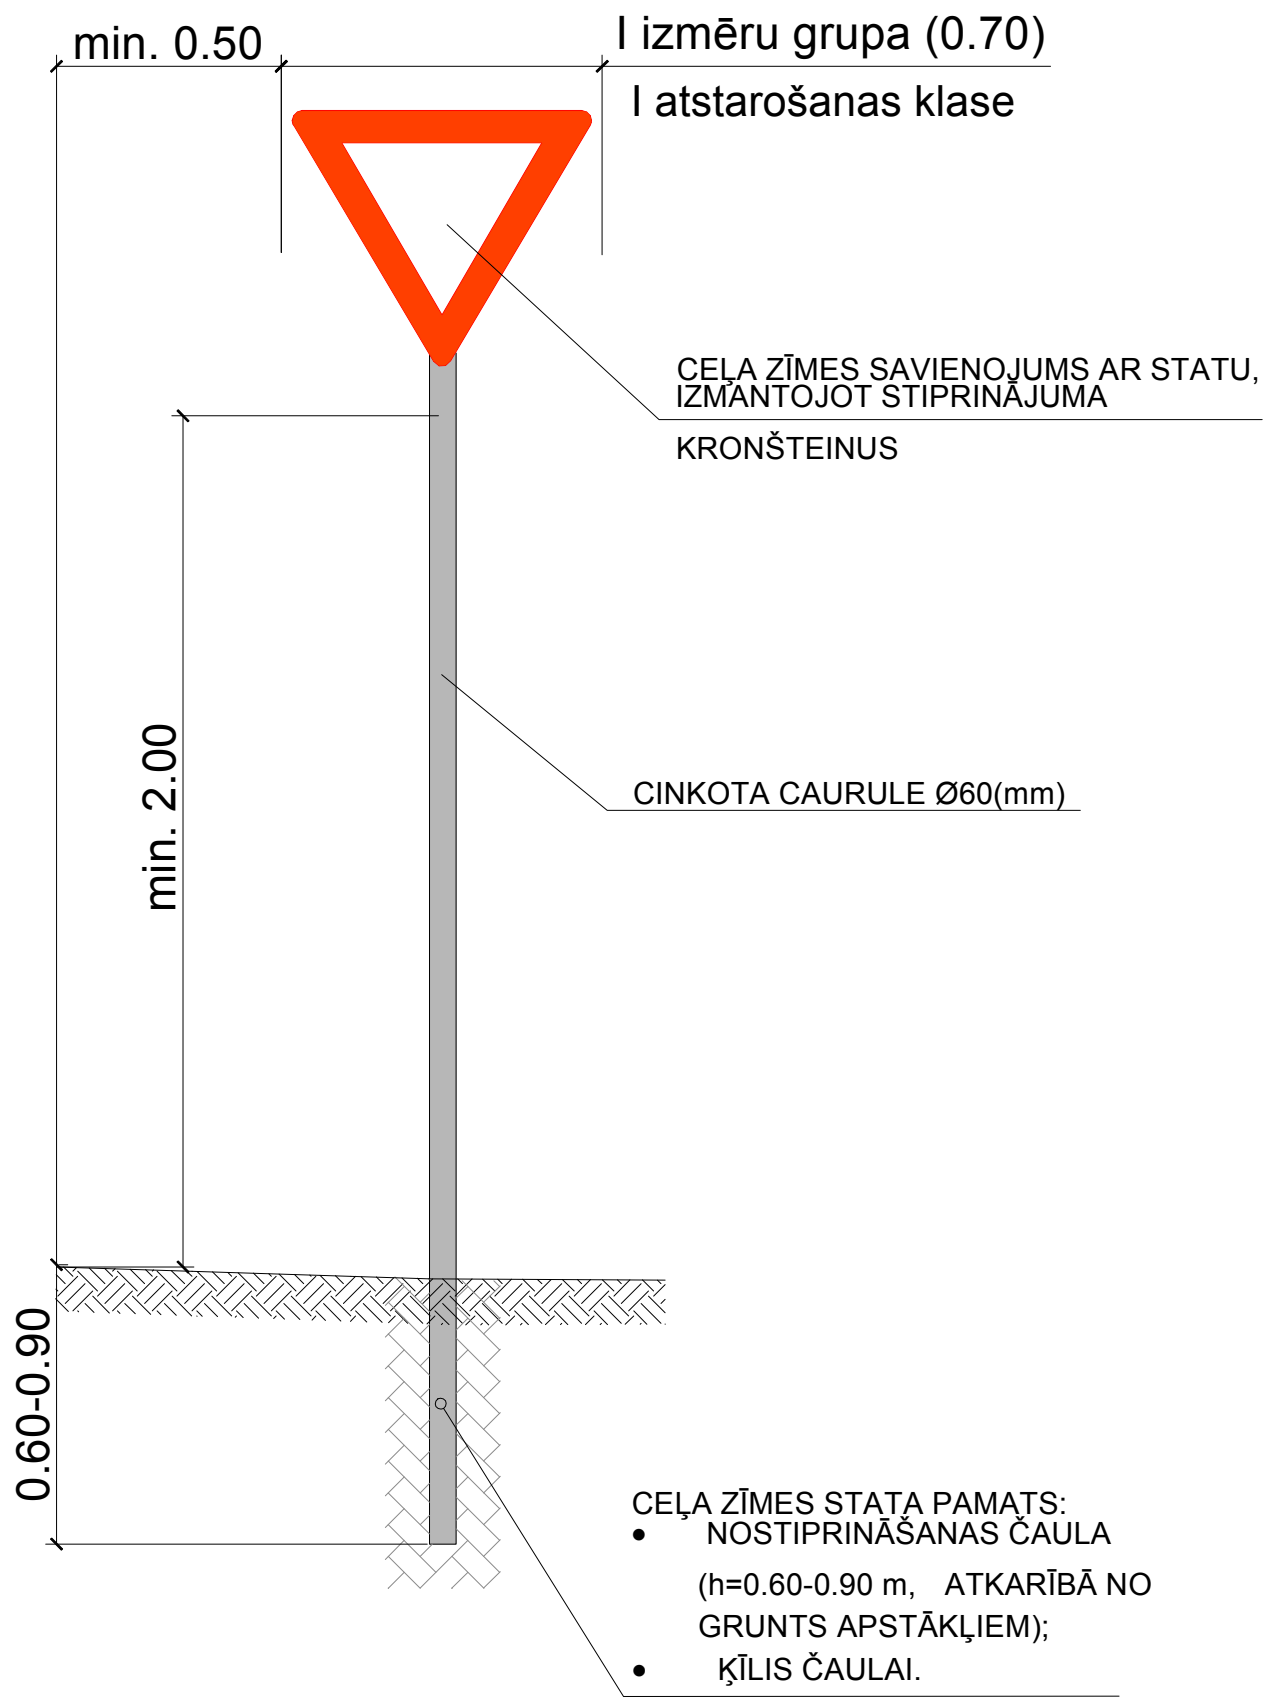 min. 0.50
I izmēru grupa (0.70)
I atstarošanas klase
CEĻA ZĪMES SAVIENOJUMS AR STATU,
IZMANTOJOT STIPRINĀJUMA
KRONŠTEINUS
min. 2.00
CINKOTA CAURULE Ø60(mm)
0.60-0.90
CEĻA ZĪMES STATA PAMATS:
• NOSTIPRINĀŠANAS ČAULA
(h=0.60-0.90 m, ATKARĪBĀ NO
GRUNTS APSTĀKĻIEM);
• ĶĪLIS ČAULAI.